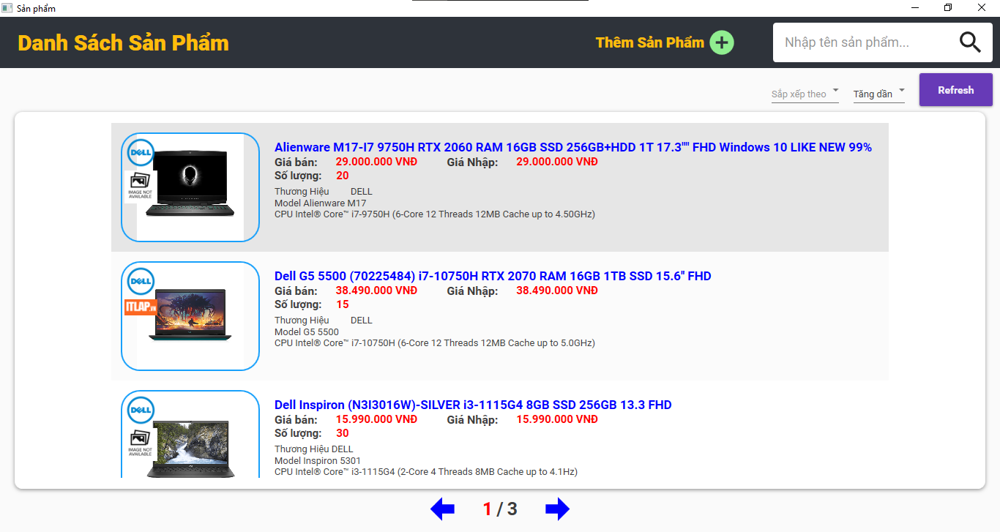 Sản phẩm
Danh Sách Sản Phẩm
Thêm Sản Phẩm
Nhập tên sản phẩm...
Sắp xếp theo
Tăng dần
Refresh
DELL
IMAGE NOT
AVAILABLE
Alienware M17-I7 9750H RTX 2060 RAM 16GB SSD 256GB+HDD 1T 17.3"" FHD Windows 10 LIKE NEW 99%
Giá bán: 29.000.000 VNĐ Giá Nhập: 29.000.000 VNĐ
Số lượng: 20
Thương Hiệu DELL
Model Alienware M17
CPU Intel® Core™ i7-9750H (6-Core 12 Threads 12MB Cache up to 4.50GHz)
DELL
ITLAP.VN
Dell G5 5500 (70225484) i7-10750H RTX 2070 RAM 16GB 1TB SSD 15.6" FHD
Giá bán: 38.490.000 VNĐ Giá Nhập: 38.490.000 VNĐ
Số lượng: 15
Thương Hiệu DELL
Model G5 5500
CPU Intel® Core™ i7-10750H (6-Core 12 Threads 12MB Cache up to 5.0GHz)
DELL
IMAGE NOT
AVAILABLE
Dell Inspiron (N3I3016W)-SILVER i3-1115G4 8GB SSD 256GB 13.3 FHD
Giá bán: 15.990.000 VNĐ Giá Nhập: 15.990.000 VNĐ
Số lượng: 30
Thương Hiệu DELL
Model Inspiron 5301
CPU Intel® Core™ i3-1115G4 (2-Core 4 Threads 8MB Cache up to 4.1Hz)
1 / 3